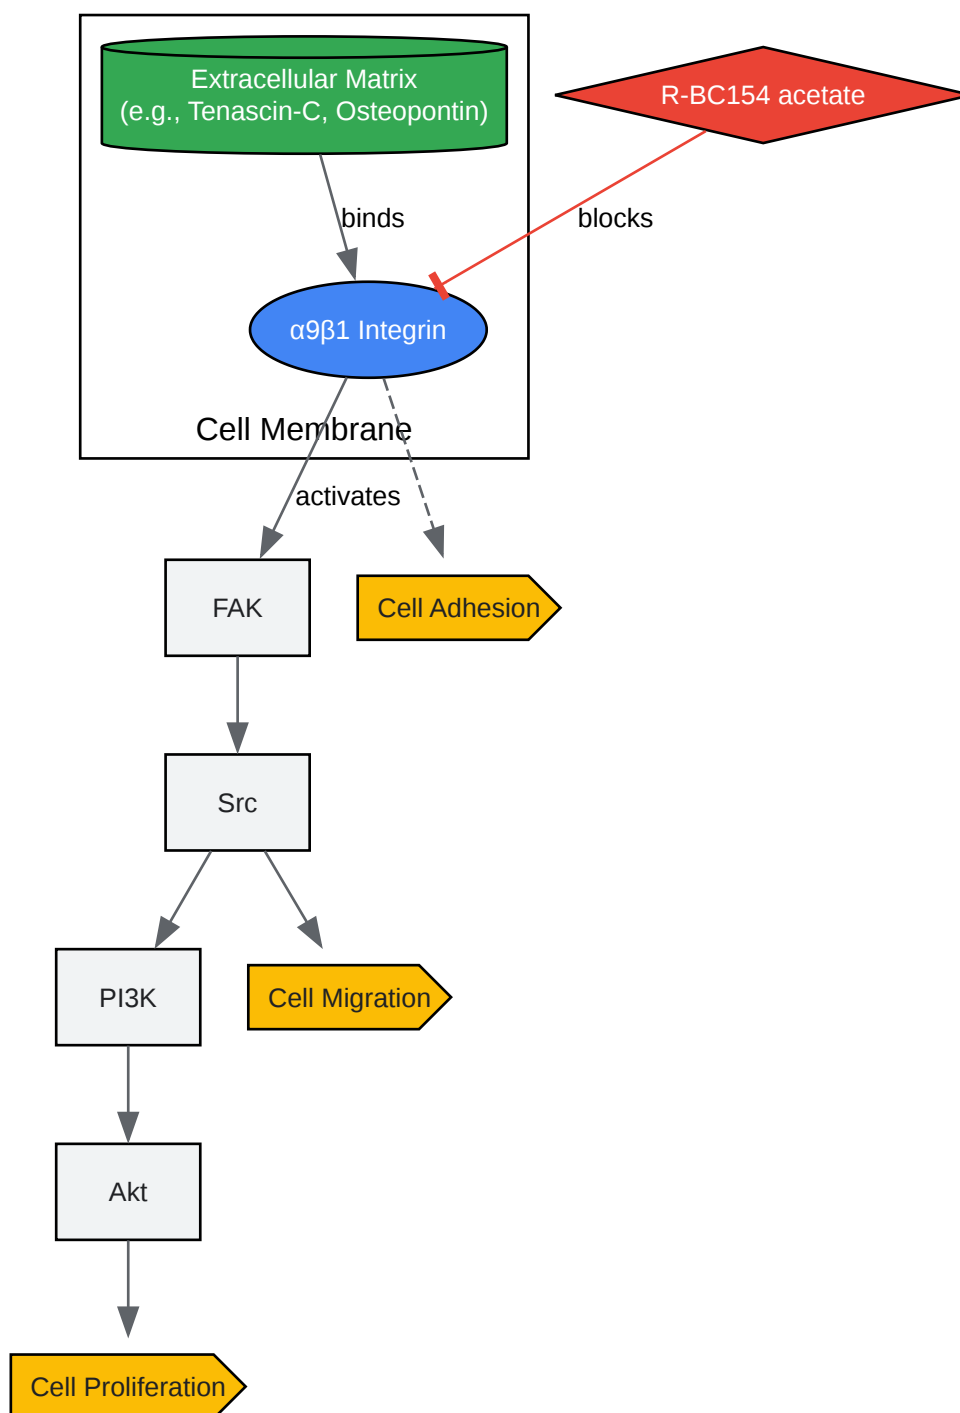 Extracellular Matrix
(e.g., Tenascin-C, Osteopontin)
R-BC154 acetate
binds
blocks
α9β1 Integrin
Cell Membrane
activates
FAK
Cell Adhesion
Src
PI3K
Cell Migration
Akt
Cell Proliferation